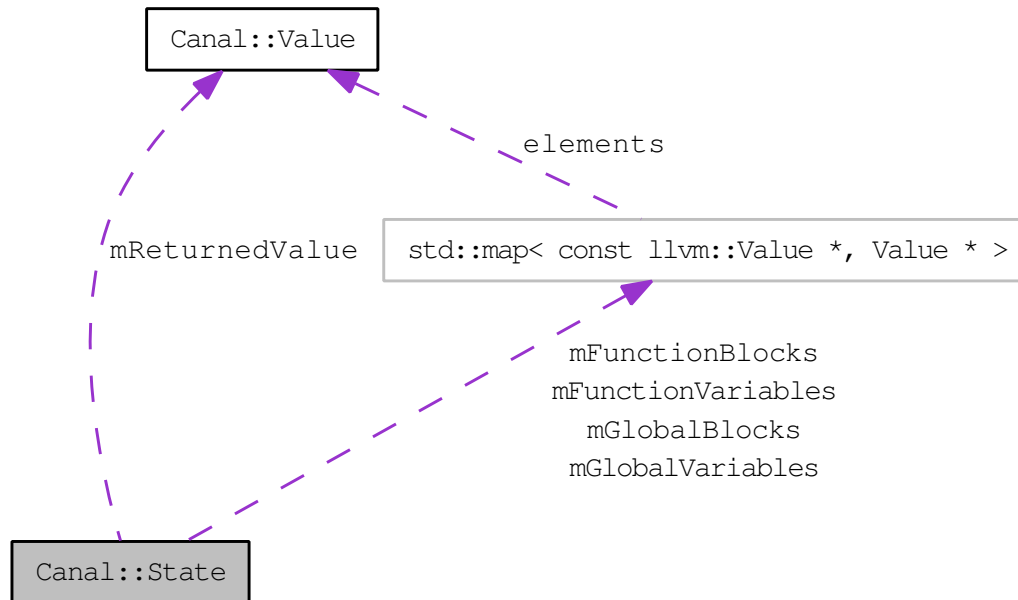 Canal::Value
elements
mReturnedValue
std::map< const llvm::Value *, Value * >
mFunctionBlocks
mFunctionVariables
mGlobalBlocks
mGlobalVariables
Canal::State